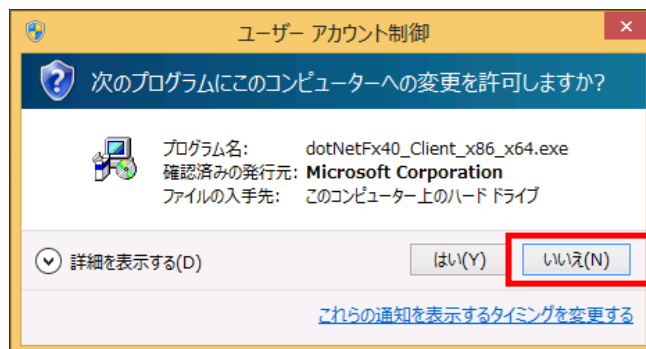 ユーザー アカウント制御
次のプログラムにこのコンピューターへの変更を許可しますか?
プログラム名: dotNetFx40_Client_x86_x64.exe
確認済みの発行元: Microsoft Corporation
ファイルの入手先: このコンピューター上のハード ドライブ
詳細を表示する(D) はい(Y) いいえ(N)
これらの通知を表示するタイミングを変更する